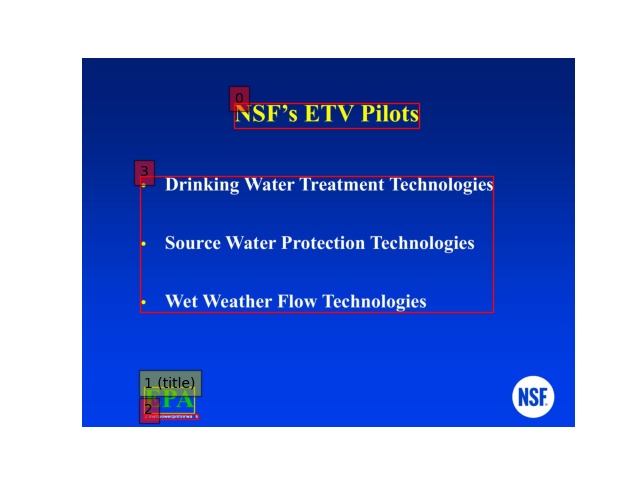 0
NSF's ETV Pilots
3
• Drinking Water Treatment Technologies
• Source Water Protection Technologies
• Wet Weather Flow Technologies
1 (title)
EPA
2
NSF.